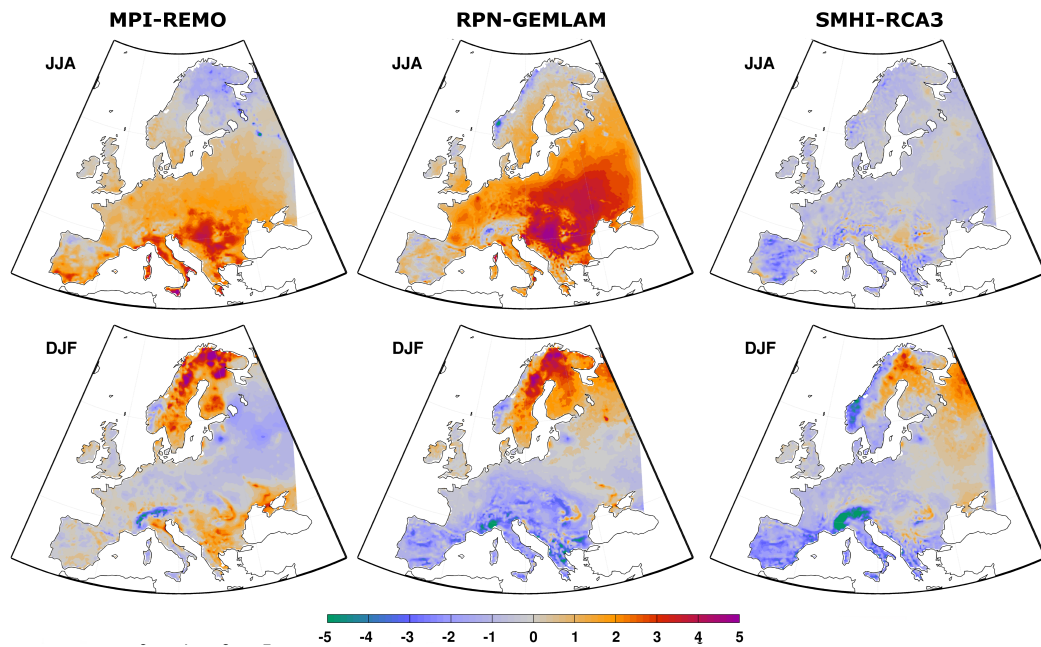 MPI-REMO RPN-GEMLAM SMHI-RCA3
JJA JJA JJA
DJF DJF DJF
-5 -4 -3 -2 -1 0 1 2 3 4 5